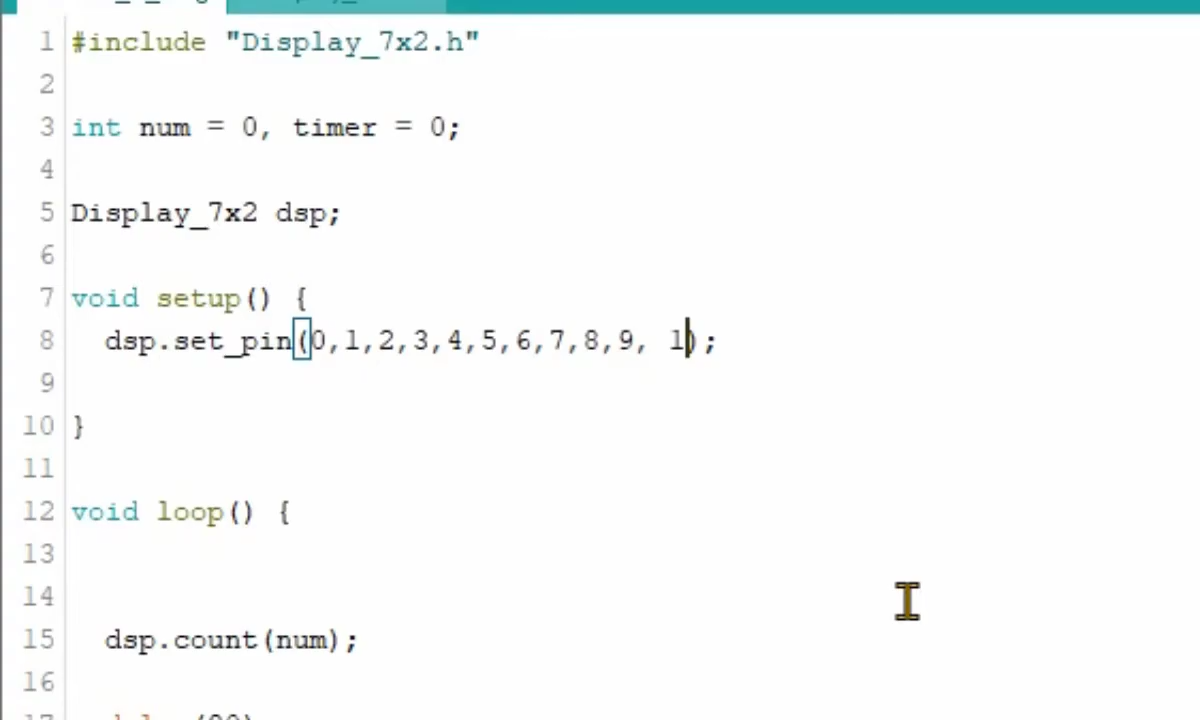 1 #include "Display_7x2.h"
2
3 int num = 0, timer = 0;
4
5 Display_7x2 dsp;
6
7 void setup() {
8 dsp.set_pin(0,1,2,3,4,5,6,7,8,9, 1);
9
10 }
11
12 void loop() {
13
14
15 dsp.count(num);
16